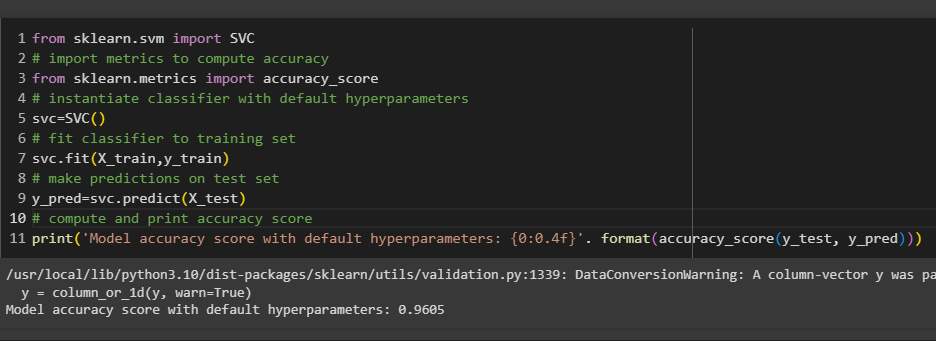 1 from sklearn.svm import SVC
2 # import metrics to compute accuracy
3 from sklearn.metrics import accuracy_score
4 # instantiate classifier with default hyperparameters
5 svc=SVC()
6 # fit classifier to training set
7 svc.fit(X_train,y_train)
8 # make predictions on test set
9 y_pred=svc.predict(X_test)
10 # compute and print accuracy score
11 print('Model accuracy score with default hyperparameters: {0:0.4f}'. format(accuracy_score(y_test, y_pred)))
/usr/local/lib/python3.10/dist-packages/sklearn/utils/validation.py:1339: DataConversionWarning: A column-vector y was pa
y = column_or_1d(y, warn=True)
Model accuracy score with default hyperparameters: 0.9605